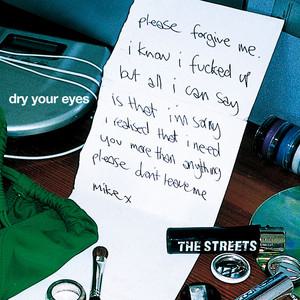 please forgive me.
i know i fucked up
but all i can say
is that i'm sorry
i realised that i need
you more than anything
please dont leave me
mike x
dry your eyes
THE STREETS